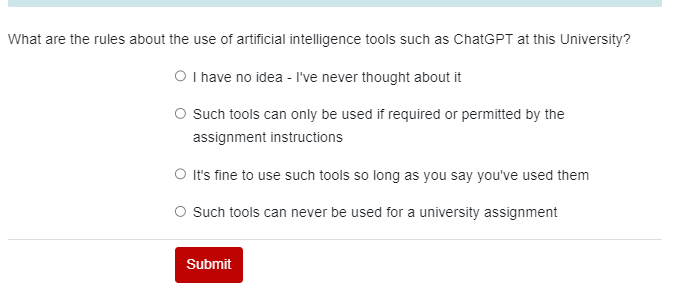 What are the rules about the use of artificial intelligence tools such as ChatGPT at this University?
I have no idea - I've never thought about it
Such tools can only be used if required or permitted by the
assignment instructions
It's fine to use such tools so long as you say you've used them
Such tools can never be used for a university assignment
Submit